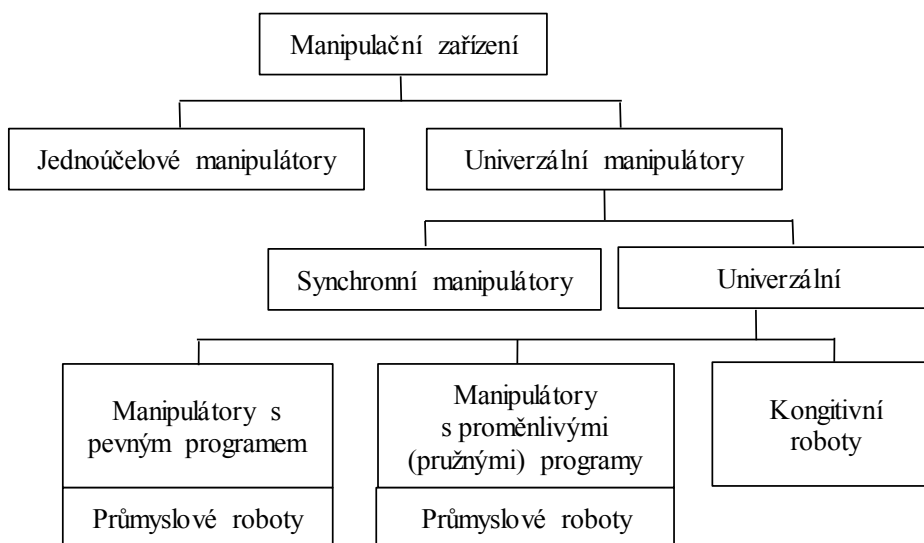 Manipulační zařízení
Jednoúčelové manipulátory
Univerzální manipulátory
Synchronní manipulátory
Univerzální
Manipulátory s
pevným programem
Průmyslové roboty
Manipulátory
s proměnlivými
(pružnými) programy
Průmyslové roboty
Kongitivní
roboty